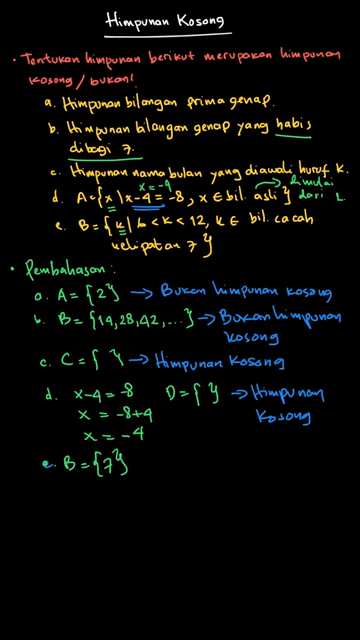 Himpunan Kosong
• Tentukan himpunan berikut merupakan himpunan
kosong/bukan!
a. Himpunan bilangan prima genap.
b. Himpunan bilangan genap yang habis
dibagi 7.
c. Himpunan nama bulan yang diawali huruf K.
x = -4
d. A = {x | x-4 = -8, x ∈ bil. asli} dimulai
dari 1.
e. B = {k | 6 < k < 12, k ∈ bil. cacah
kelipatan 7}
• Pembahasan :
a. A = {2} → Bukan himpunan kosong
b. B = {14, 28, 42, ...} → Bukan himpunan
kosong
c. C = { } → Himpunan kosong
d. x-4 = -8 D = { } → Himpunan
x = -8+4 kosong
x = -4
e. B = {7}